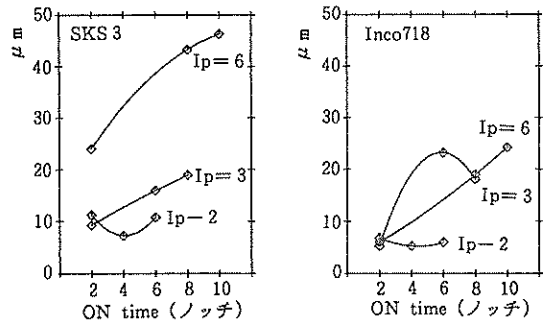 μm
50
40
30
20
10
0
SKS 3
Ip=6
Ip=3
Ip-2
2 4 6 8 10
ON time (ノッチ)
μm
50
40
30
20
10
0
Inco718
Ip=6
Ip=3
Ip-2
2 4 6 8 10
ON time (ノッチ)